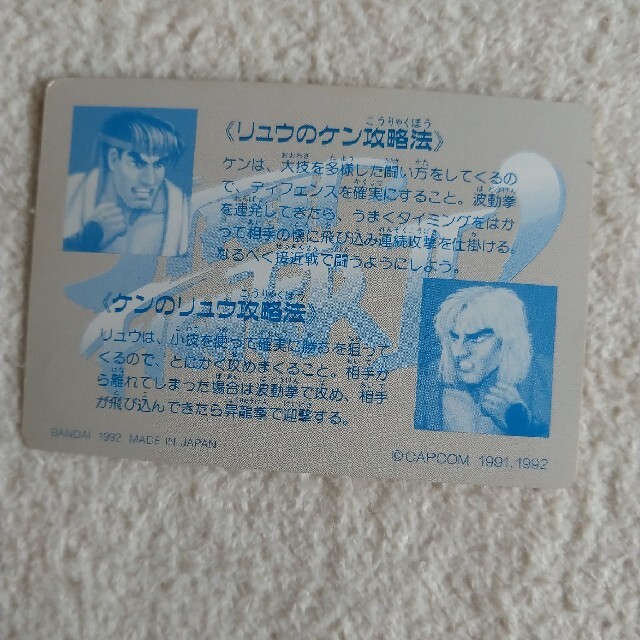 《リュウのケン攻略法》
ケンは、大技を多様した闘い方をしてくるの
で、ディフェンスを確実にすること。波動拳
を連発してきたら、うまくタイミングをはか
って相手の懐に飛び込み連続攻撃を仕掛ける。
なるべく接近戦で闘うようにしよう。
《ケンのリュウ攻略法》
リュウは、小技を使って確実に勝ちを狙って
くるので、とにかく攻めまくること。相手か
ら離れてしまった場合は波動拳で攻め、相手
が飛び込んできたら昇龍拳で迎撃する。
BANDAI 1992 MADE IN JAPAN
©CAPCOM 1991,1992